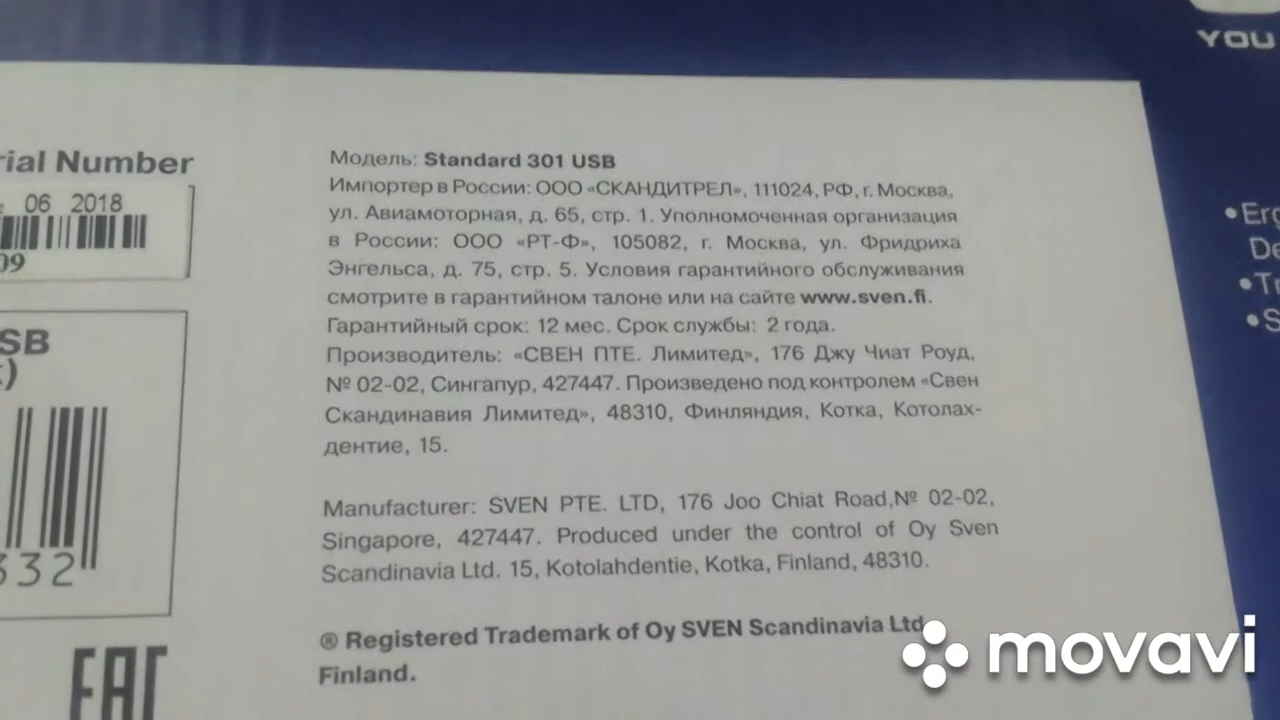 YOU
rial Number
06 2018
09
SB
)
332
EAC
Модель: Standard 301 USB
Импортер в России: ООО «СКАНДИТРЕЛ», 111024, РФ, г. Москва,
ул. Авиамоторная, д. 65, стр. 1. Уполномоченная организация
в России: ООО «РТ-Ф», 105082, г. Москва, ул. Фридриха
Энгельса, д. 75, стр. 5. Условия гарантийного обслуживания
смотрите в гарантийном талоне или на сайте www.sven.fi.
Гарантийный срок: 12 мес. Срок службы: 2 года.
Производитель: «СВЕН ПТЕ. Лимитед», 176 Джу Чиат Роуд,
№ 02-02, Сингапур, 427447. Произведено под контролем «Свен
Скандинавия Лимитед», 48310, Финляндия, Котка, Котолах-
дентие, 15.
Manufacturer: SVEN PTE. LTD, 176 Joo Chiat Road,№ 02-02,
Singapore, 427447. Produced under the control of Oy Sven
Scandinavia Ltd. 15, Kotolahdentie, Kotka, Finland, 48310.
® Registered Trademark of Oy SVEN Scandinavia Ltd
Finland.
•Erg
De
•Tr
•S
movavi